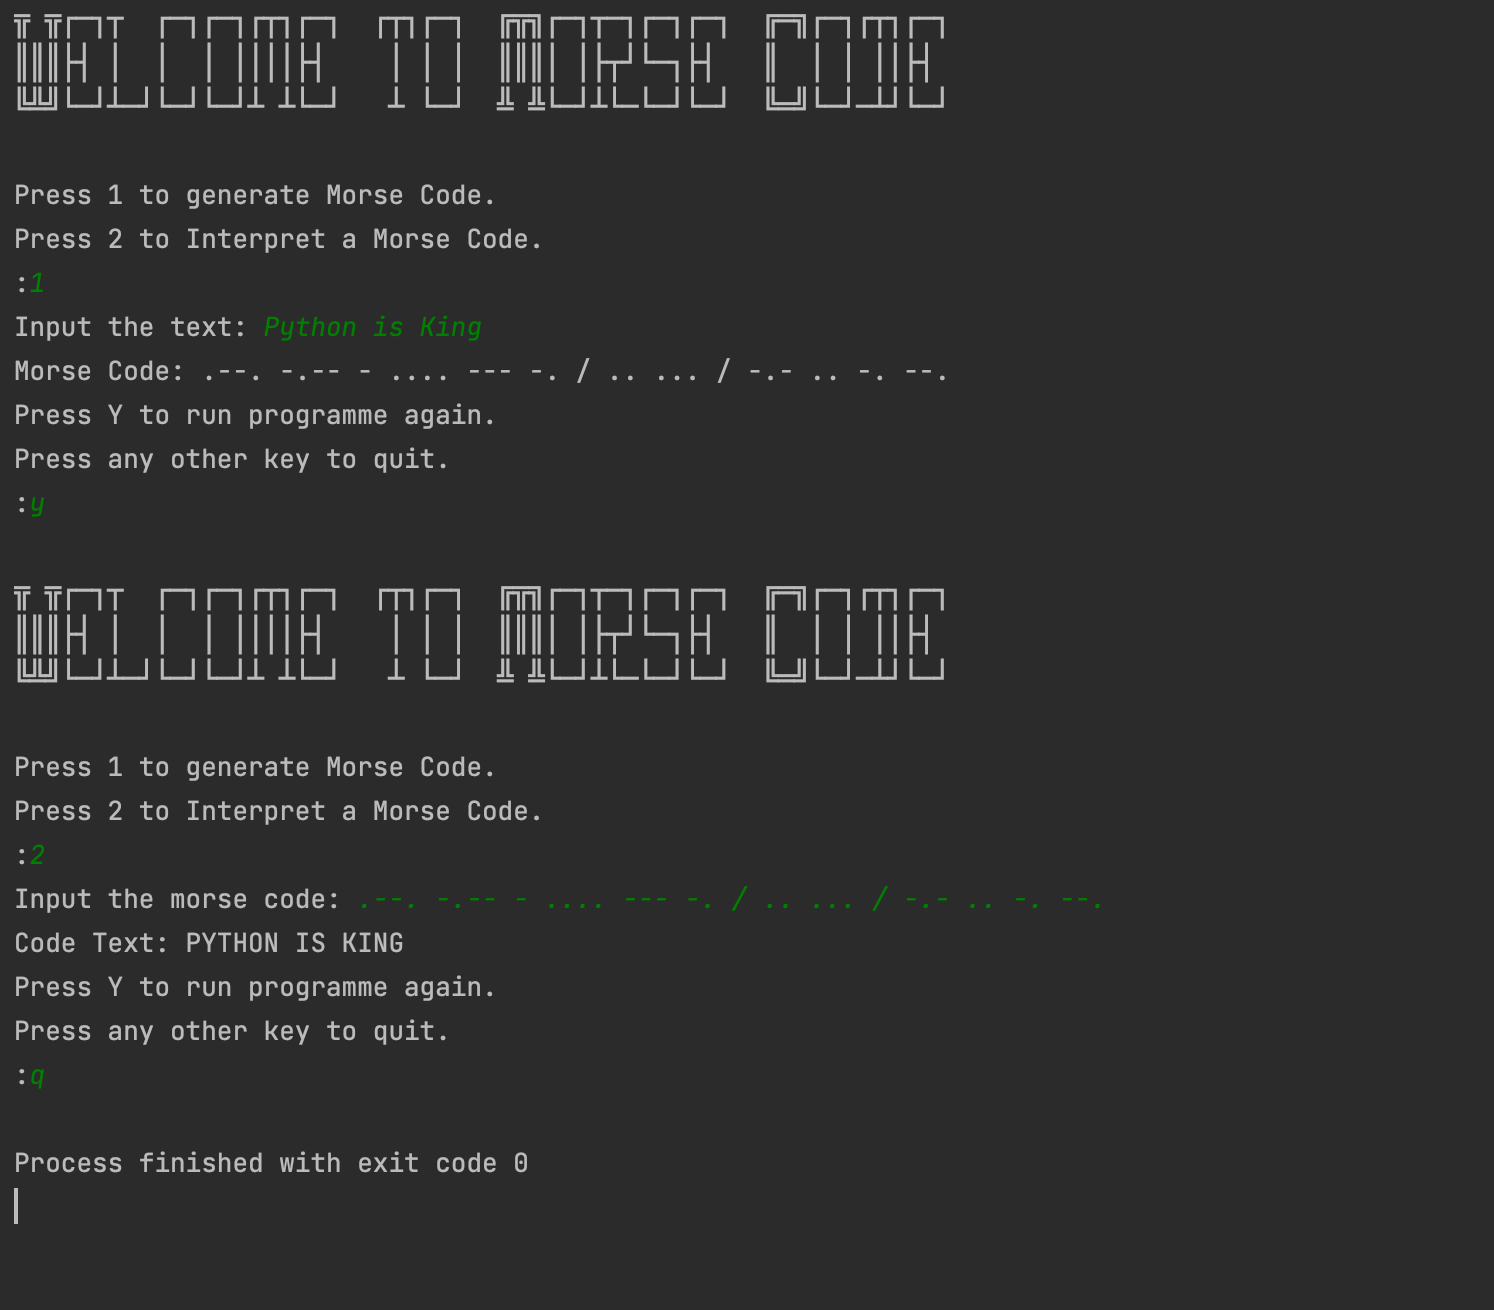 WELCOME TO MORSE CODE
Press 1 to generate Morse Code.
Press 2 to Interpret a Morse Code.
:1
Input the text: Python is King
Morse Code: .--. -.-- - .... --- -. / .. ... / -.- .. -. --.
Press Y to run programme again.
Press any other key to quit.
:y
WELCOME TO MORSE CODE
Press 1 to generate Morse Code.
Press 2 to Interpret a Morse Code.
:2
Input the morse code: .--. -.-- - .... --- -. / .. ... / -.- .. -. --.
Code Text: PYTHON IS KING
Press Y to run programme again.
Press any other key to quit.
:q
Process finished with exit code 0